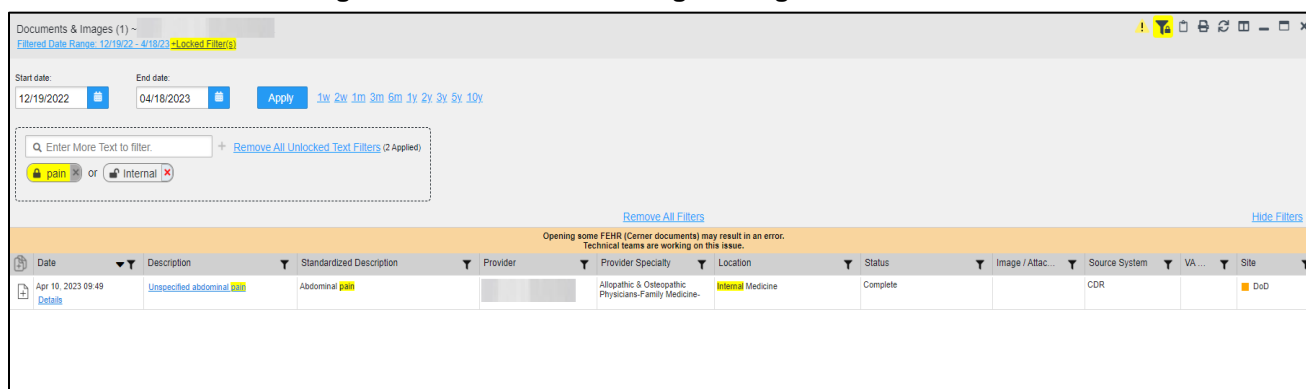 Documents & Images (1) ~
Filtered Date Range: 12/19/22 - 4/18/23 +Locked Filter(s)
Start date: End date:
12/19/2022 04/18/2023 Apply 1w 2w 1m 3m 6m 1y 2y 3y 5y 10y
Enter More Text to filter. + Remove All Unlocked Text Filters (2 Applied)
pain × or Internal ×
Remove All Filters Hide Filters
Opening some FEHR (Cerner documents) may result in an error.
Technical teams are working on this issue.
Date Description Standardized Description Provider Provider Specialty Location Status Image / Attac... Source System VA ... Site
Apr 10, 2023 09:49 Unspecified abdominal pain Abdominal pain Allopathic & Osteopathic Internal Medicine Complete CDR DoD
Details Physicians-Family Medicine-